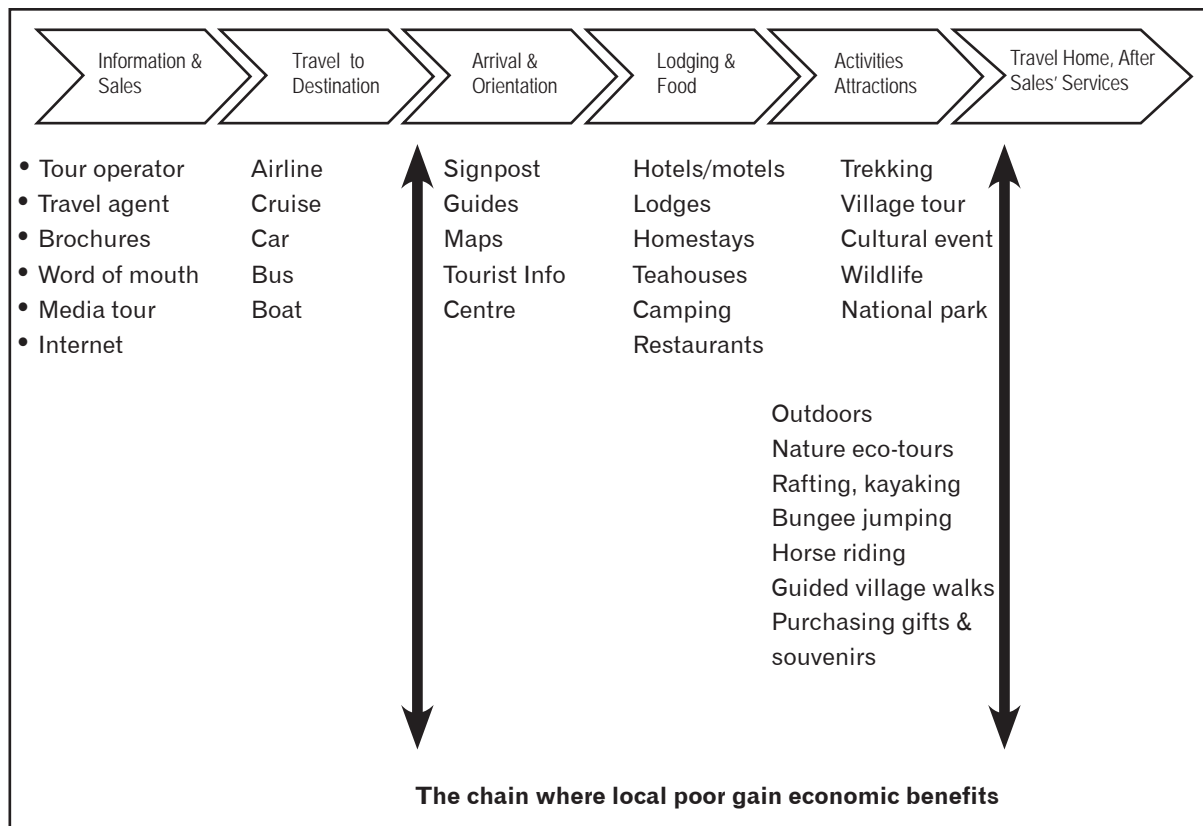 Information &
Sales
Travel to
Destination
Arrival &
Orientation
Lodging &
Food
Activities
Attractions
Travel Home, After
Sales' Services
• Tour operator
• Travel agent
• Brochures
• Word of mouth
• Media tour
• Internet
Airline
Cruise
Car
Bus
Boat
Signpost
Guides
Maps
Tourist Info
Centre
Hotels/motels
Lodges
Homestays
Teahouses
Camping
Restaurants
Trekking
Village tour
Cultural event
Wildlife
National park
Outdoors
Nature eco-tours
Rafting, kayaking
Bungee jumping
Horse riding
Guided village walks
Purchasing gifts &
souvenirs
The chain where local poor gain economic benefits